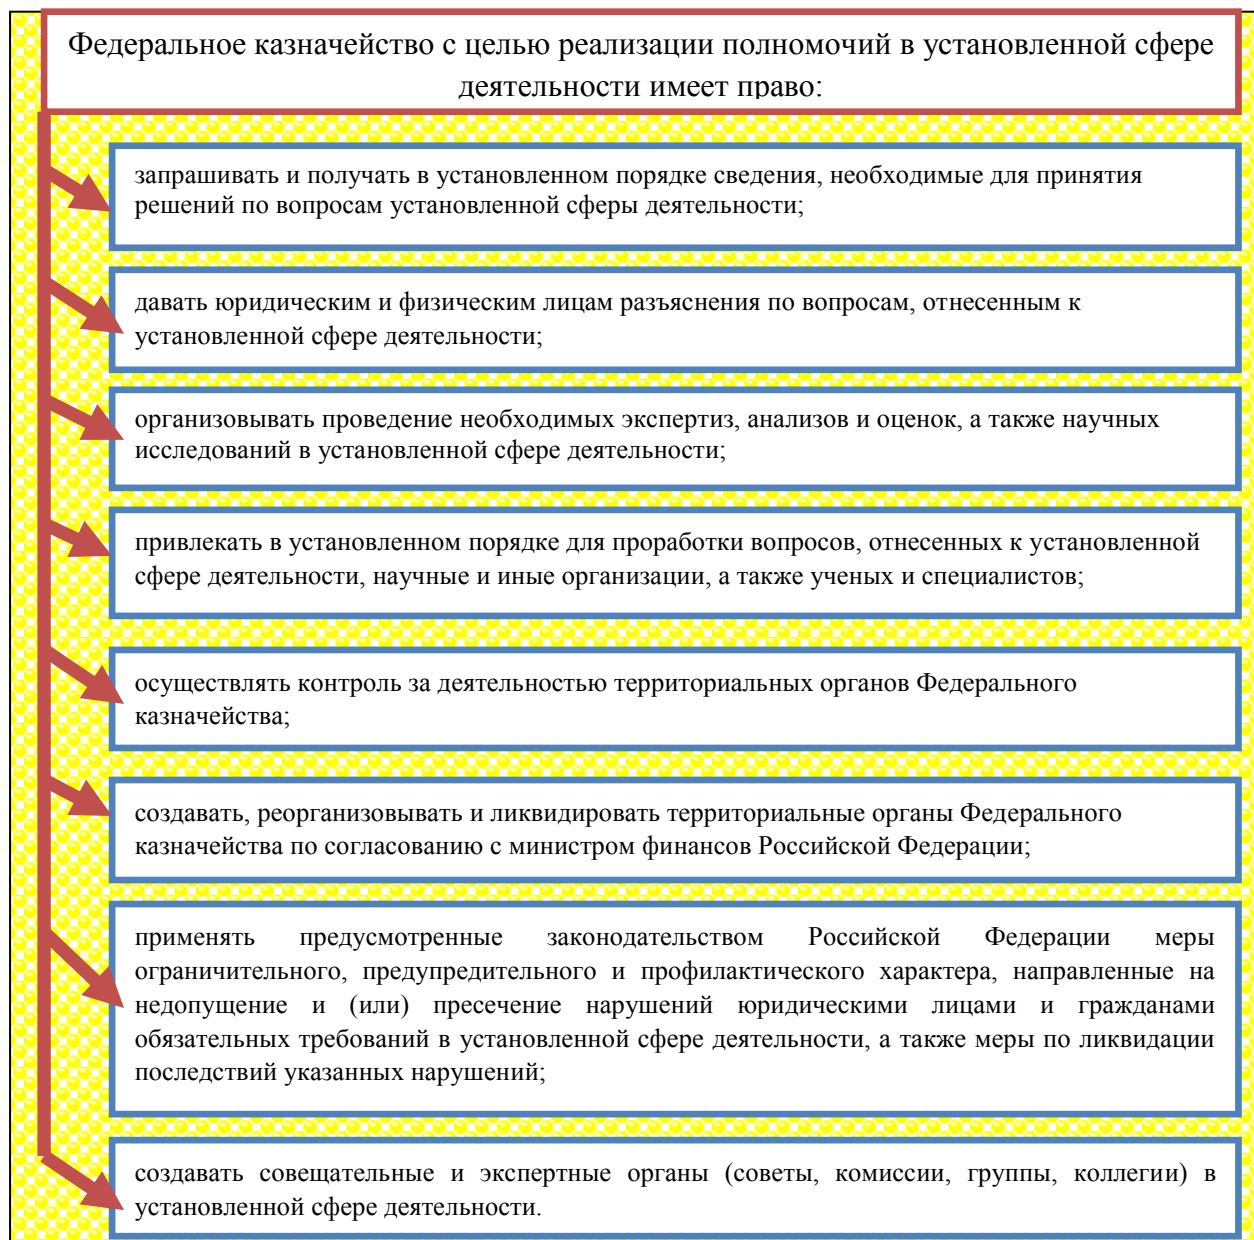 Федеральное казначейство с целью реализации полномочий в установленной сфере
деятельности имеет право:
запрашивать и получать в установленном порядке сведения, необходимые для принятия
решений по вопросам установленной сферы деятельности;
давать юридическим и физическим лицам разъяснения по вопросам, отнесенным к
установленной сфере деятельности;
организовывать проведение необходимых экспертиз, анализов и оценок, а также научных
исследований в установленной сфере деятельности;
привлекать в установленном порядке для проработки вопросов, отнесенных к установленной
сфере деятельности, научные и иные организации, а также ученых и специалистов;
осуществлять контроль за деятельностью территориальных органов Федерального
казначейства;
создавать, реорганизовывать и ликвидировать территориальные органы Федерального
казначейства по согласованию с министром финансов Российской Федерации;
применять предусмотренные законодательством Российской Федерации меры
ограничительного, предупредительного и профилактического характера, направленные на
недопущение и (или) пресечение нарушений юридическими лицами и гражданами
обязательных требований в установленной сфере деятельности, а также меры по ликвидации
последствий указанных нарушений;
создавать совещательные и экспертные органы (советы, комиссии, группы, коллегии) в
установленной сфере деятельности.